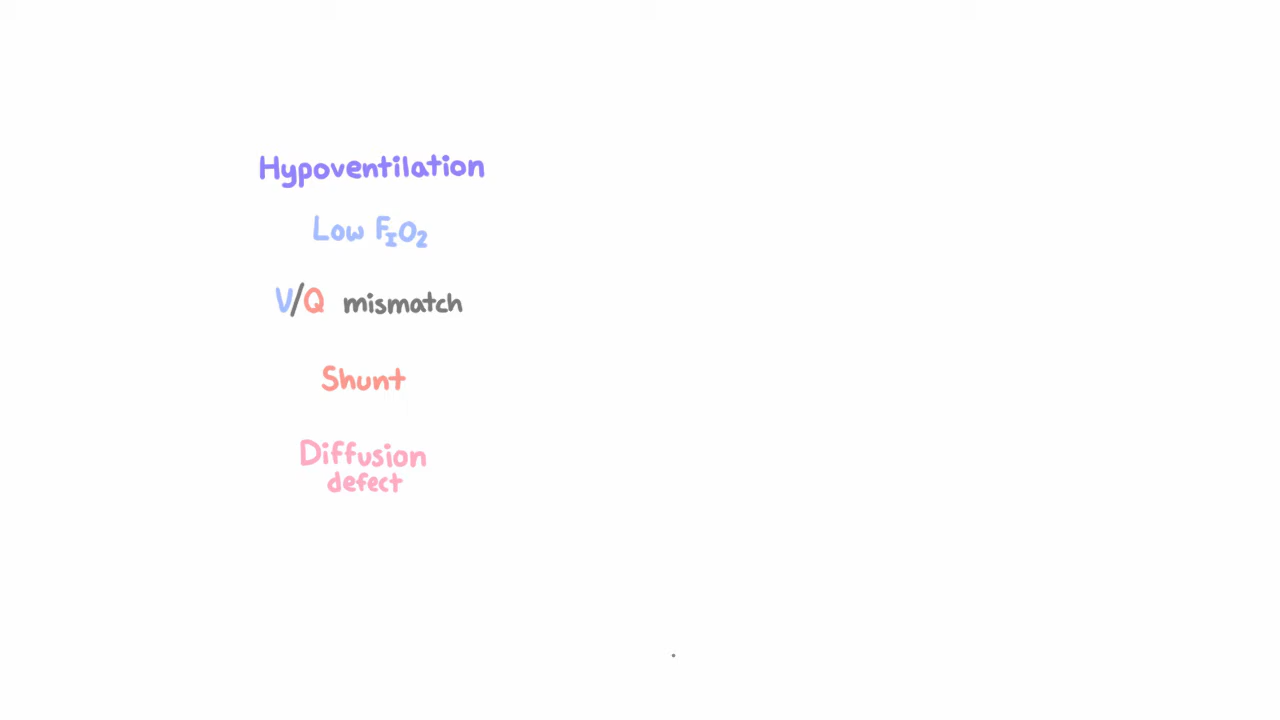 Hypoventilation
Low FIO2
V/Q mismatch
Shunt
Diffusion
defect